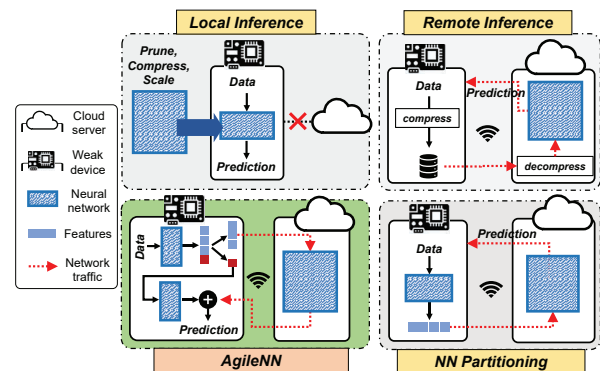 Local Inference
Remote Inference
Prune,
Compress,
Scale
Data
Prediction
Data
compress
Prediction
decompress
Cloud
server
Weak
device
Neural
network
Features
Network
traffic
Data
Prediction
Data
Prediction
AgileNN
NN Partitioning